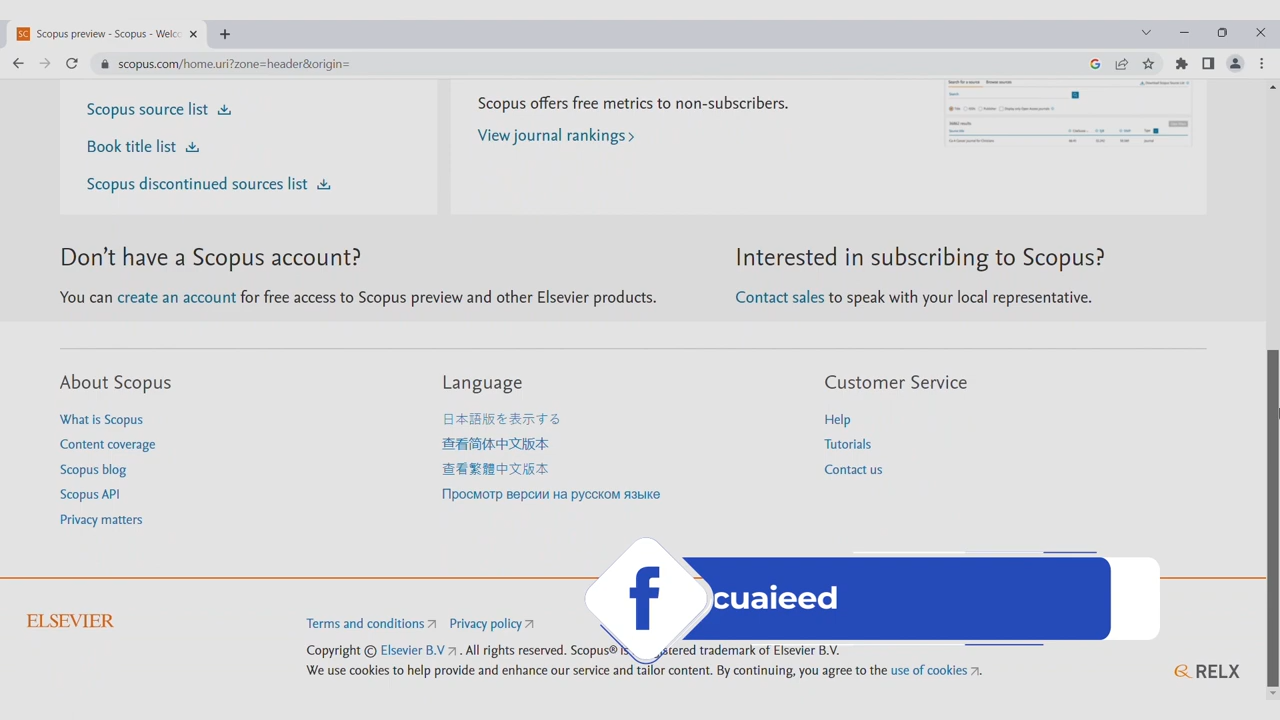 Scopus preview - Scopus - Welc
scopus.com/home.uri?zone=header&origin=
Scopus source list
Book title list
Scopus discontinued sources list
Scopus offers free metrics to non-subscribers.
View journal rankings
Don't have a Scopus account?
You can create an account for free access to Scopus preview and other Elsevier products.
Interested in subscribing to Scopus?
Contact sales to speak with your local representative.
About Scopus
What is Scopus
Content coverage
Scopus blog
Scopus API
Privacy matters
Language
日本語版を表示する
查看简体中文版本
查看繁體中文版本
Просмотр версии на русском языке
Customer Service
Help
Tutorials
Contact us
cuaieed
ELSEVIER
Terms and conditions Privacy policy
Copyright © Elsevier B.V . All rights reserved. Scopus® is trademark of Elsevier B.V.
We use cookies to help provide and enhance our service and tailor content. By continuing, you agree to the use of cookies .
RELX